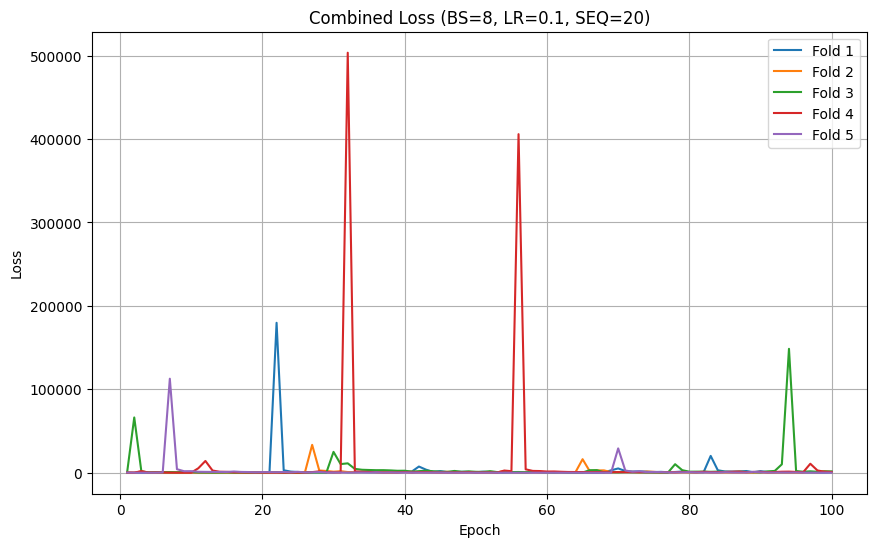 Combined Loss (BS=8, LR=0.1, SEQ=20)
Fold 1
Fold 2
Fold 3
Fold 4
Fold 5
500000
400000
300000
200000
100000
0
Loss
0 20 40 60 80 100
Epoch